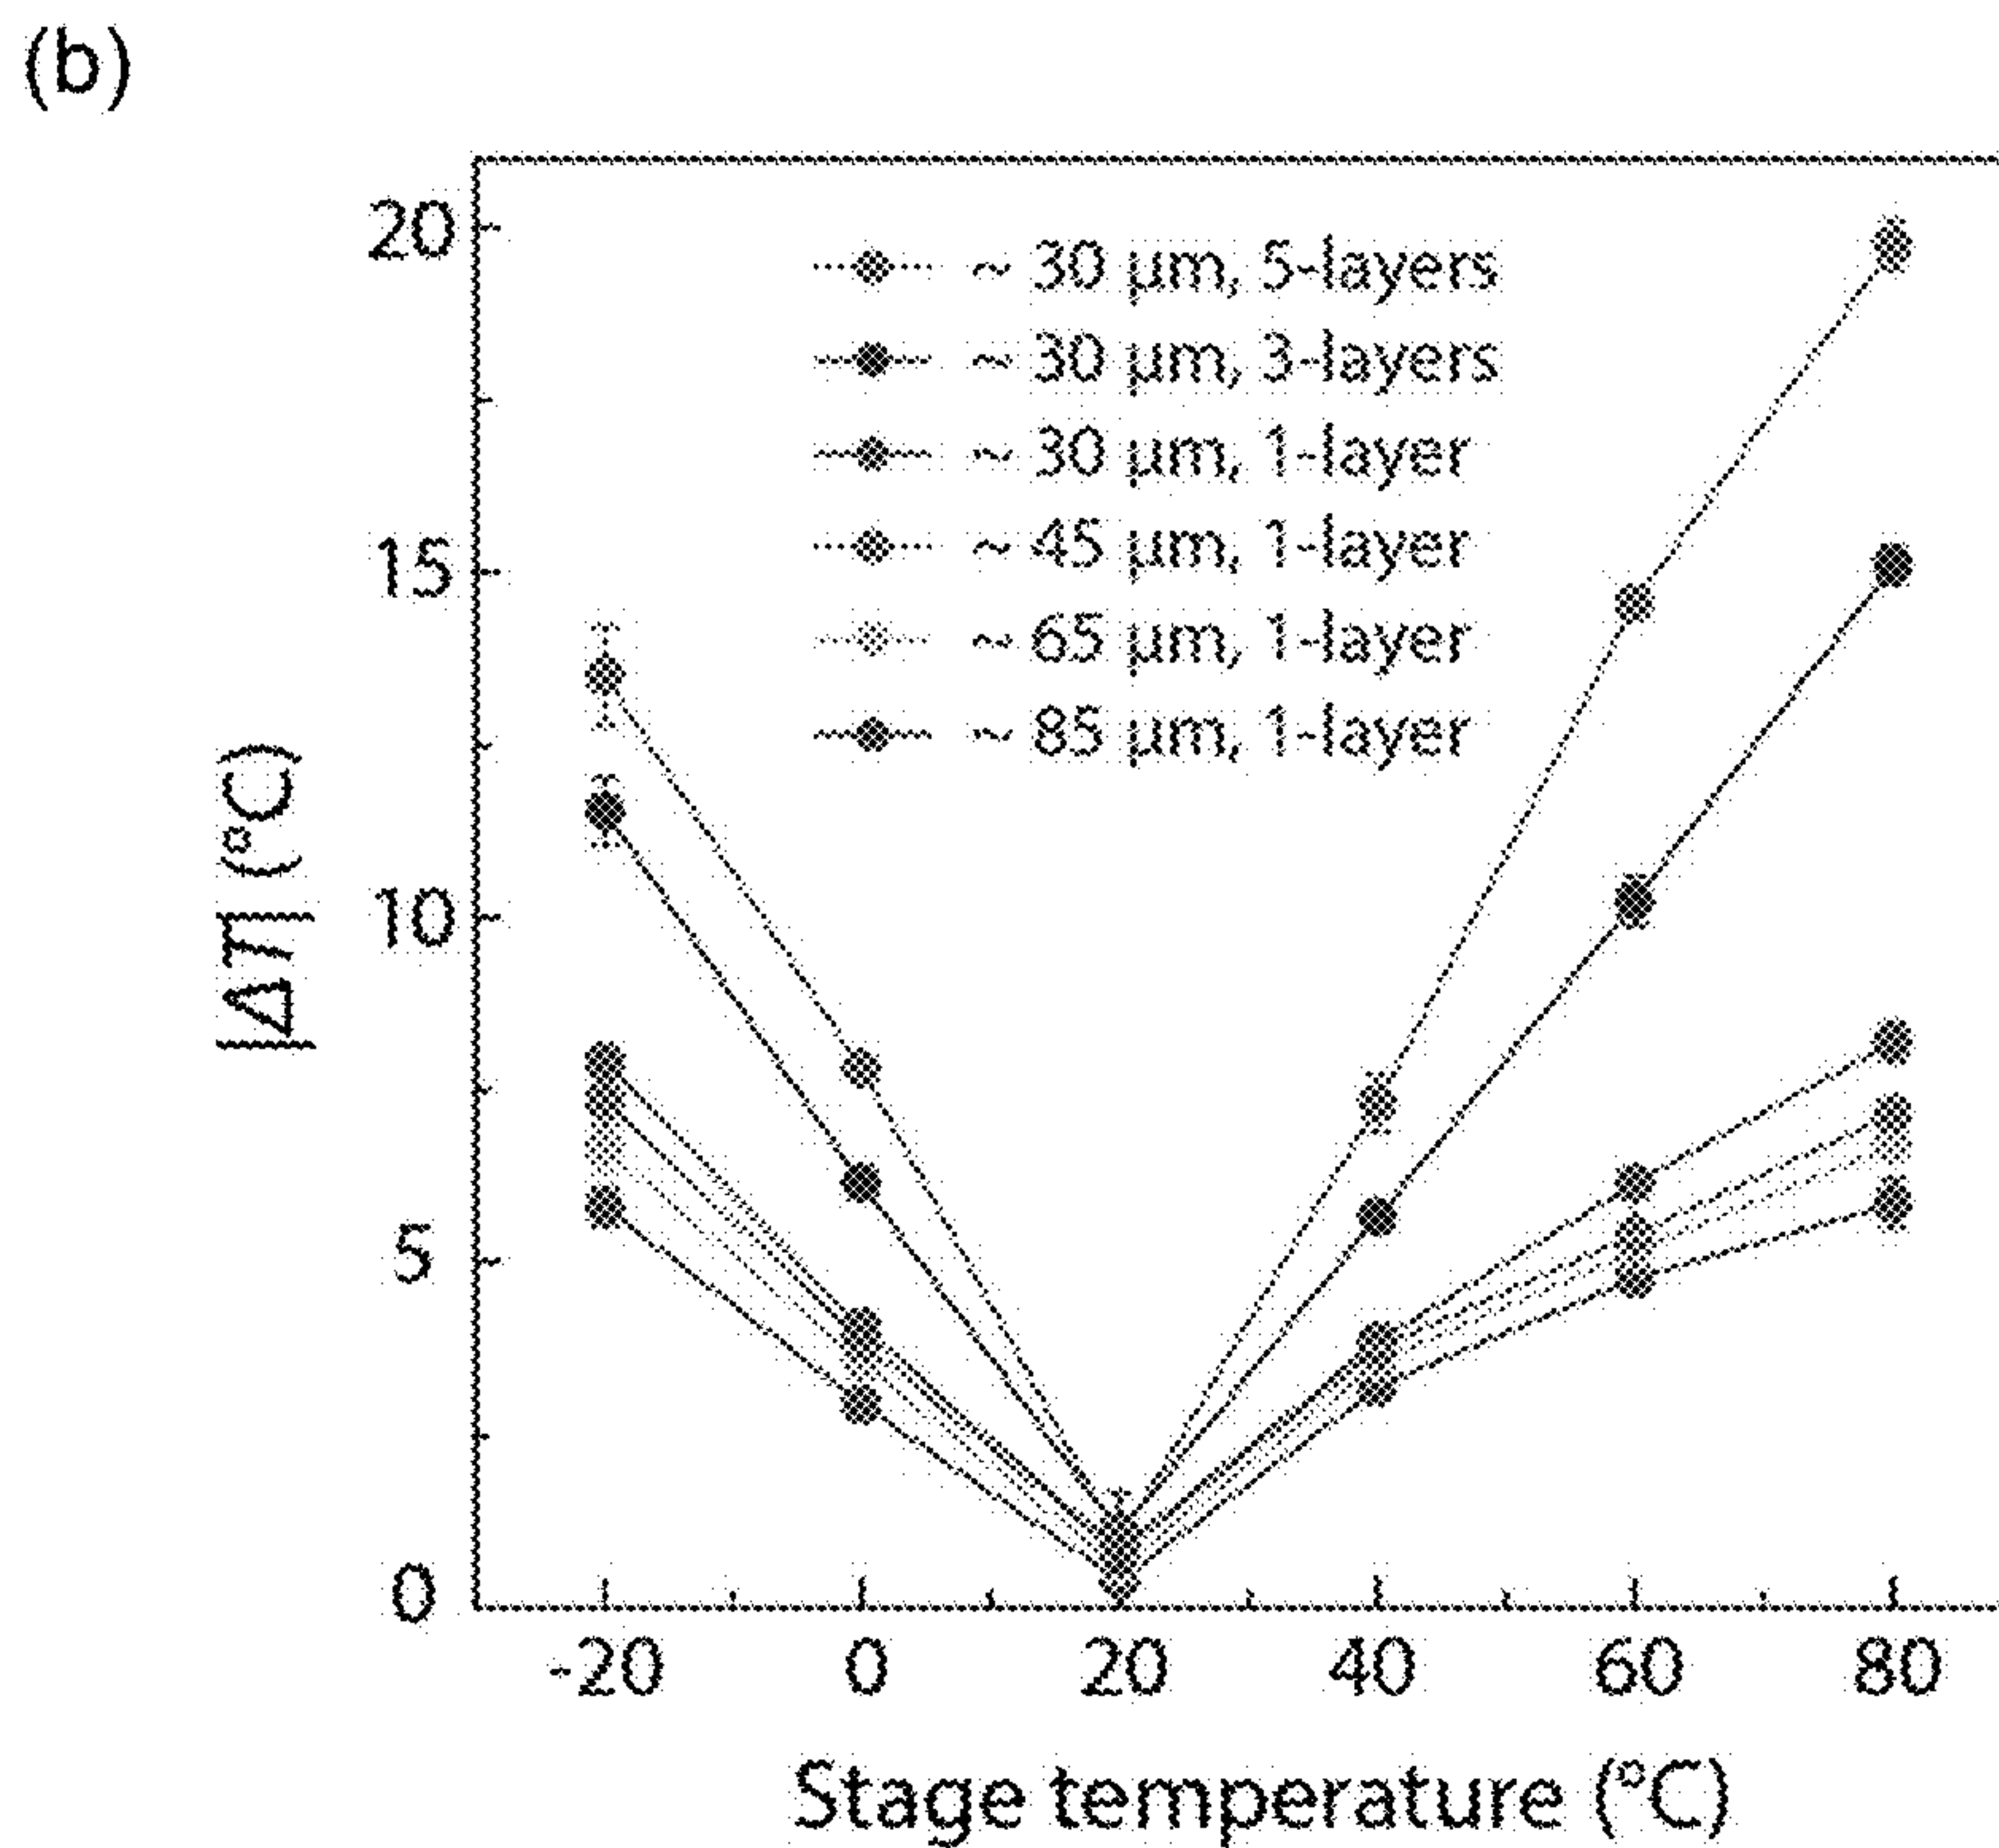 (b)
20
15
10
5
0
|ΔT| (°C)
~ 30 μm, 5-layers
~ 30 μm, 3-layers
~ 30 μm, 1-layer
~ 45 μm, 1-layer
~ 65 μm, 1-layer
~ 85 μm, 1-layer
-20 0 20 40 60 80
Stage temperature (°C)